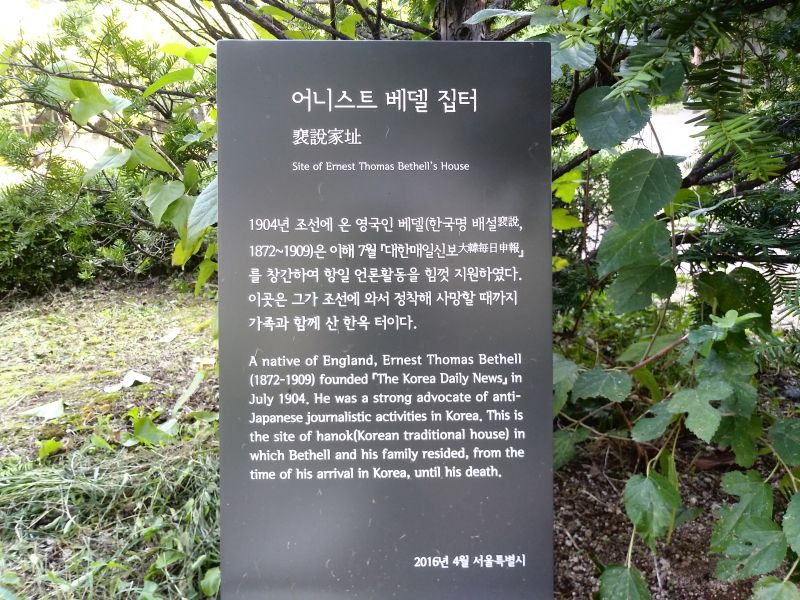 어니스트 베델 집터
裵說家址
Site of Ernest Thomas Bethell's House
1904년 조선에 온 영국인 베델(한국명 배설裵說,
1872~1909)은 이해 7월 『대한매일신보大韓每日申報』
를 창간하여 항일 언론활동을 힘껏 지원하였다.
이곳은 그가 조선에 와서 정착해 사망할 때까지
가족과 함께 산 한옥 터이다.
A native of England, Ernest Thomas Bethell
(1872-1909) founded 『The Korea Daily News』 in
July 1904. He was a strong advocate of anti-
Japanese journalistic activities in Korea. This is
the site of hanok(Korean traditional house) in
which Bethell and his family resided, from the
time of his arrival in Korea, until his death.
2016년 4월 서울특별시